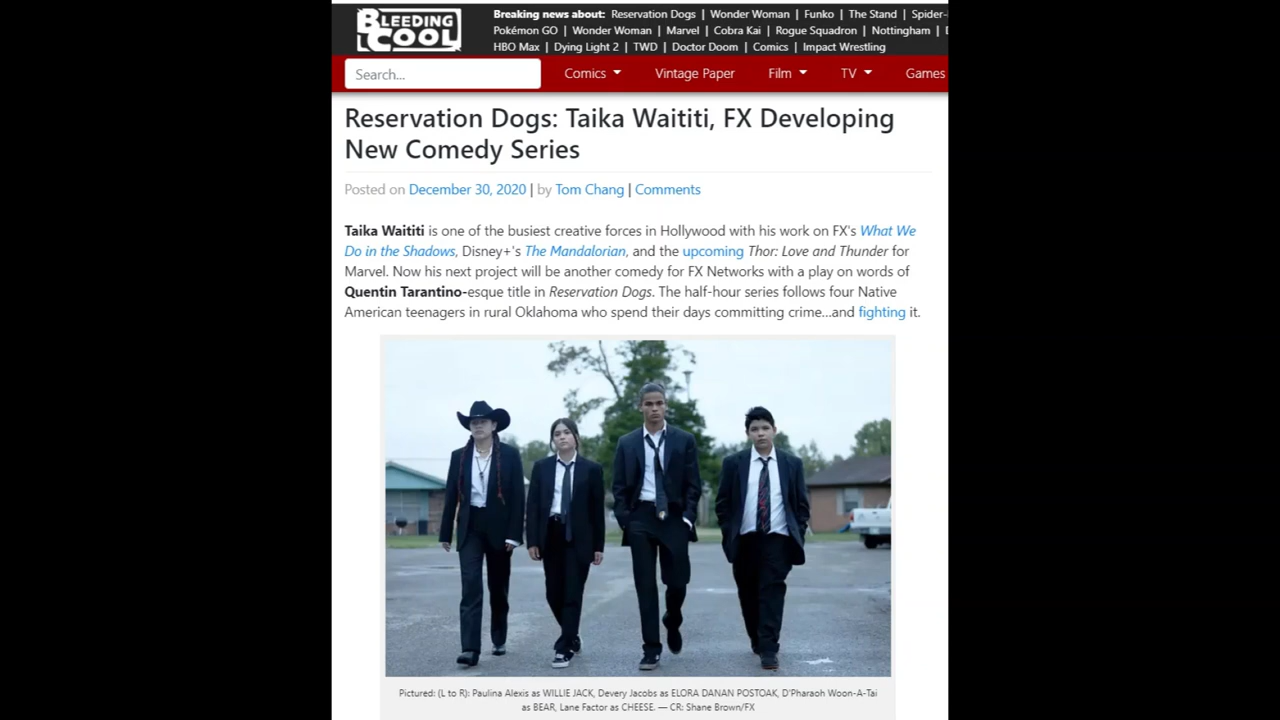 BLEEDING COOL
Breaking news about: Reservation Dogs | Wonder Woman | Funko | The Stand | Spider-
Pokémon GO | Wonder Woman | Marvel | Cobra Kai | Rogue Squadron | Nottingham |
HBO Max | Dying Light 2 | TWD | Doctor Doom | Comics | Impact Wrestling
Search... Comics Vintage Paper Film TV Games
Reservation Dogs: Taika Waititi, FX Developing
New Comedy Series
Posted on December 30, 2020 | by Tom Chang | Comments
Taika Waititi is one of the busiest creative forces in Hollywood with his work on FX's What We
Do in the Shadows, Disney+'s The Mandalorian, and the upcoming Thor: Love and Thunder for
Marvel. Now his next project will be another comedy for FX Networks with a play on words of
Quentin Tarantino-esque title in Reservation Dogs. The half-hour series follows four Native
American teenagers in rural Oklahoma who spend their days committing crime...and fighting it.
Pictured: (L to R): Paulina Alexis as WILLIE JACK, Devery Jacobs as ELORA DANAN POSTOAK, D'Pharaoh Woon-A-Tai
as BEAR, Lane Factor as CHEESE. — CR: Shane Brown/FX